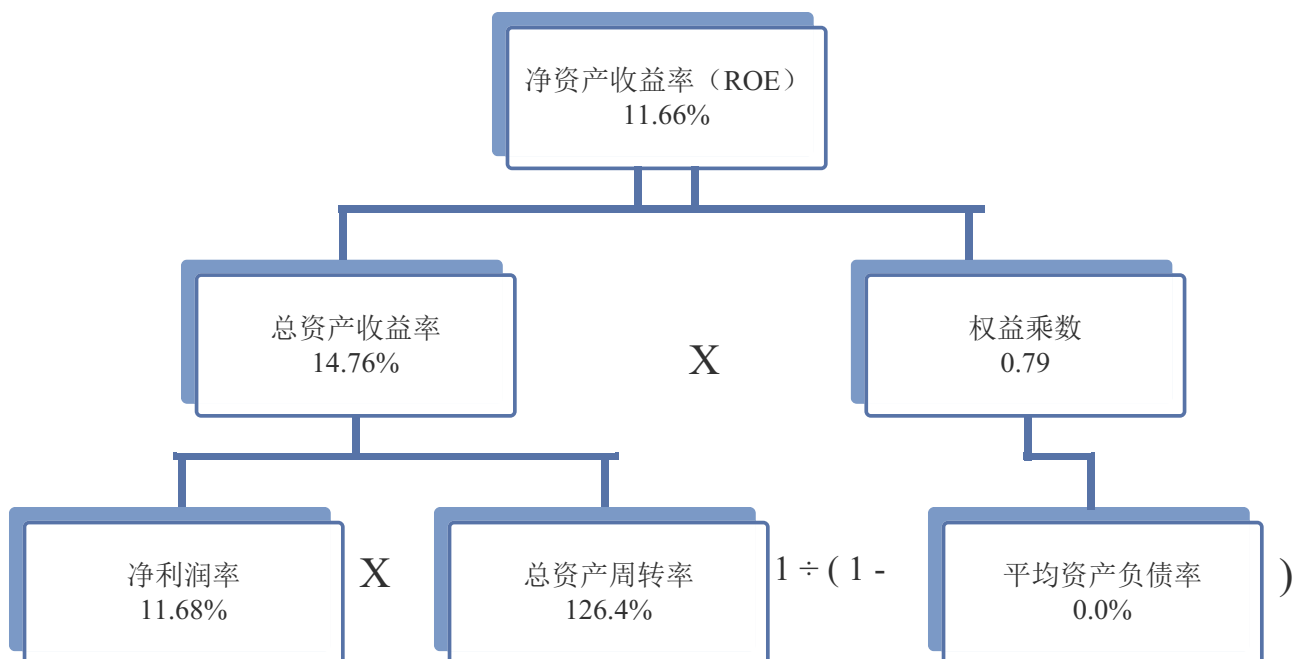 净资产收益率（ROE）
11.66%
总资产收益率
14.76%
X
权益乘数
0.79
净利润率
11.68%
X
总资产周转率
126.4%
1 ÷ ( 1 -
平均资产负债率
0.0%
)